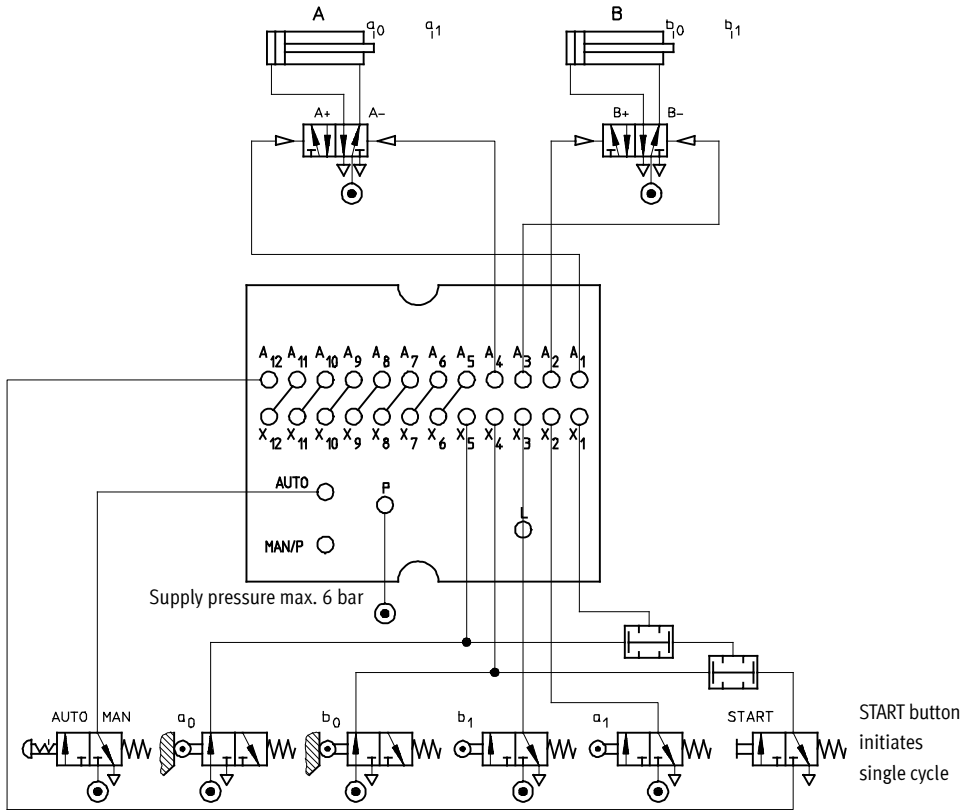 A a0 a1 B b0 b1
A+ A- B+ B-
A12 A11 A10 A9 A8 A7 A6 A5 A4 A3 A2 A1
X12 X11 X10 X9 X8 X7 X6 X5 X4 X3 X2 X1
AUTO P L
MAN/P
Supply pressure max. 6 bar
AUTO MAN a0 b0 b1 a1 START
START button
initiates
single cycle